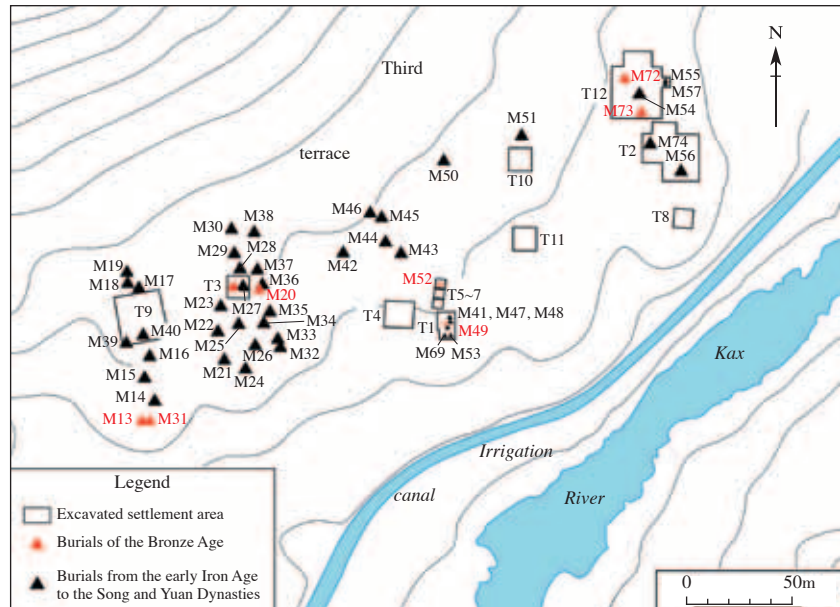 N
Third
terrace
M72
M55
M57
T12
M54
M73
M51
M74
T2
M56
M50
T10
T8
M46
M45
M38
M30
M44
M43
T11
M29
M28
M42
M19
M37
M18
M17
T3
M36
M52
M20
T5~7
M23
M27
M35
T9
T4
T1
M41, M47, M48
M22
M34
M49
M40
M39
M25
M33
M69
M53
M16
M26
M32
M21
M24
M15
M14
M13
M31
Kax
Irrigation
canal
River
Legend
Excavated settlement area
Burials of the Bronze Age
Burials from the early Iron Age
to the Song and Yuan Dynasties
0
50m